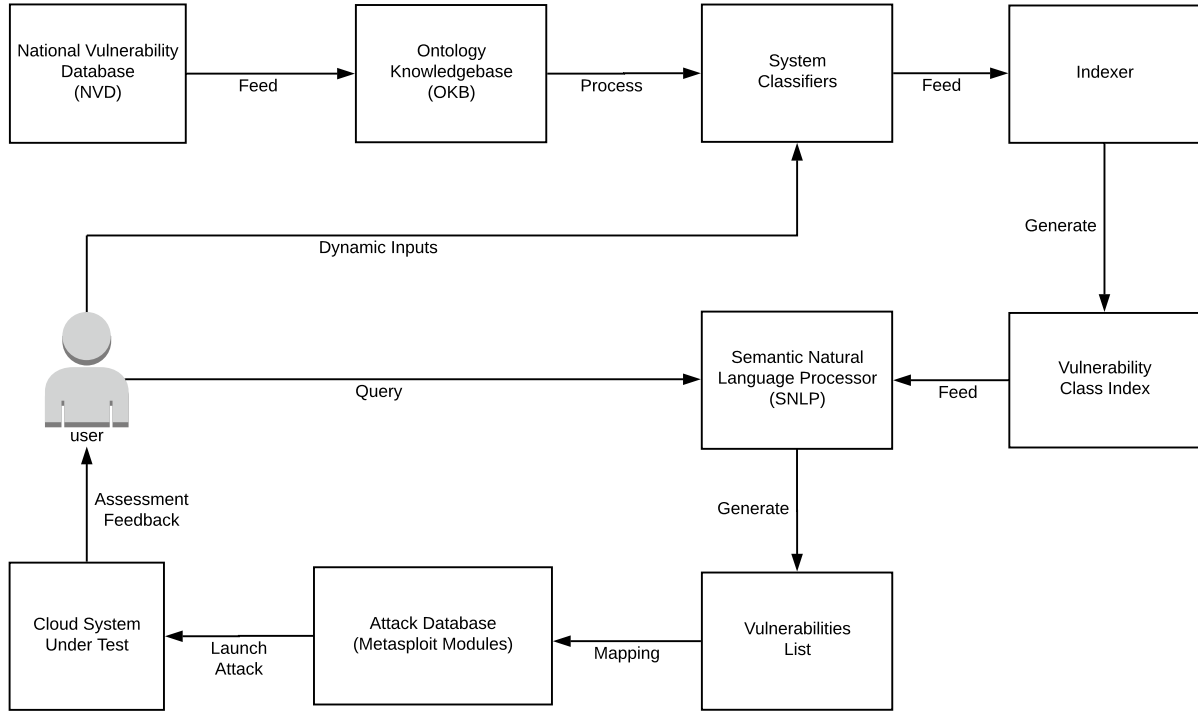 National Vulnerability
Database
(NVD)
Feed
Ontology
Knowledgebase
(OKB)
Process
System
Classifiers
Feed
Indexer
Dynamic Inputs
Generate
user
Query
Semantic Natural
Language Processor
(SNLP)
Feed
Vulnerability
Class Index
Assessment
Feedback
Generate
Cloud System
Under Test
Launch
Attack
Attack Database
(Metasploit Modules)
Mapping
Vulnerabilities
List